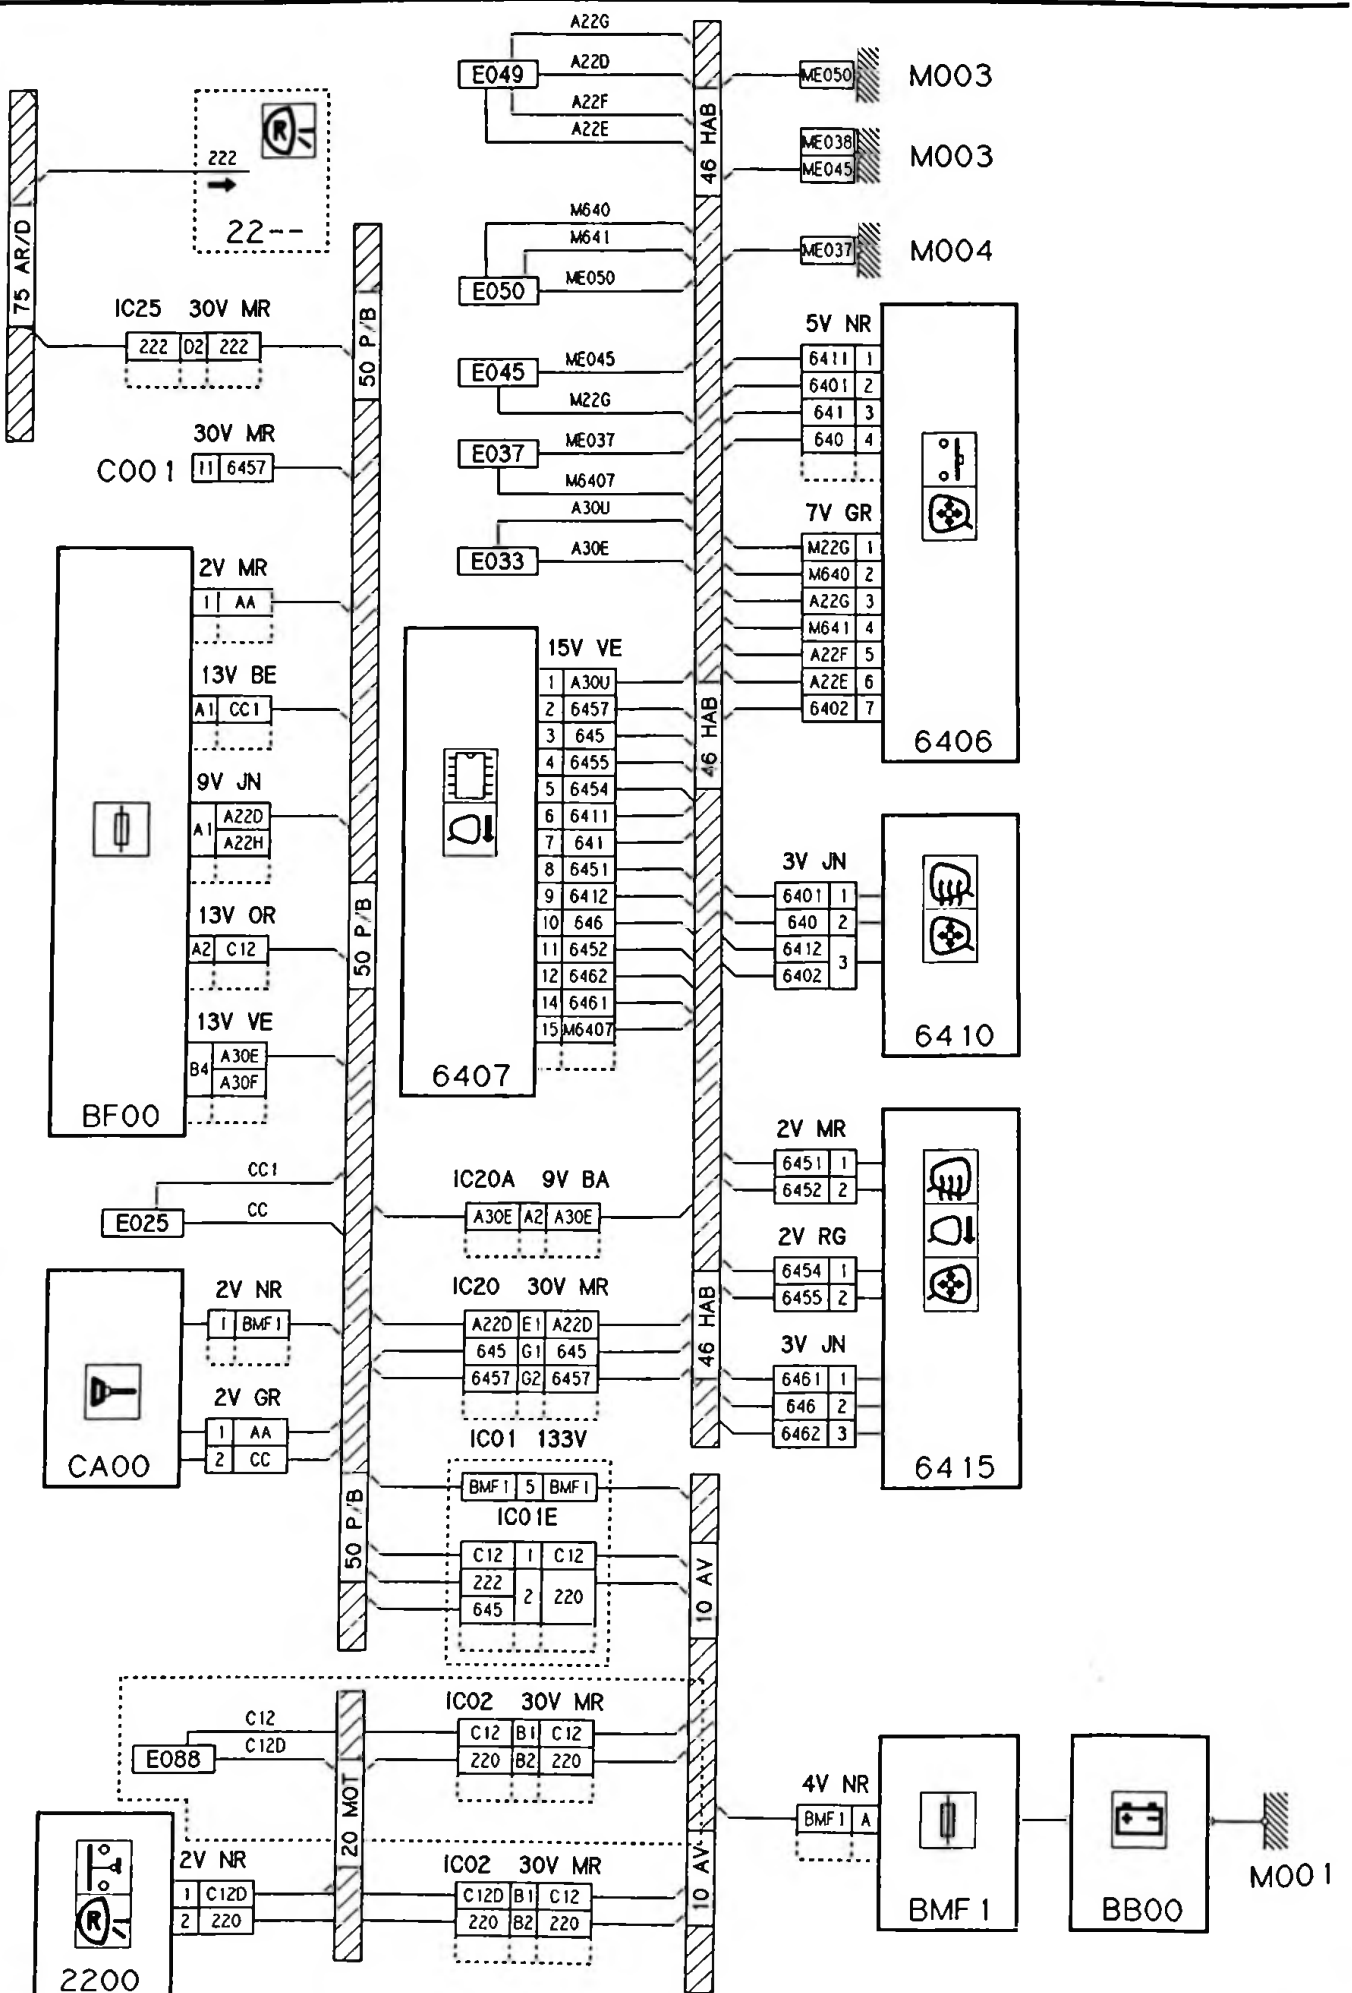 A22G
E049 A22D
A22F
A22E
46 HAB
ME050 M003
ME038
ME045 M003
222
22--
75 AR/D
M640
M641
E050 ME050
ME037 M004
IC25 30V MR
222 D2 222
50 P/B
E045 ME045
M22G
5V NR
6411 1
6401 2
641 3
640 4
30V MR
C001 11 6457
E037 ME037
M6407
A30U
E033 A30E
7V GR
M22G 1
M640 2
A22G 3
M641 4
A22F 5
A22E 6
6402 7
6406
2V MR
1 AA
13V BE
A1 CC1
9V JN
A1 A22D
A22H
13V OR
A2 C12
13V VE
B4 A30E
A30F
BF00
50 P/B
15V VE
1 A30U
2 6457
3 645
4 6455
5 6454
6 6411
7 641
8 6451
9 6412
10 646
11 6452
12 6462
14 6461
15 M6407
6407
46 HAB
3V JN
6401 1
640 2
6412 3
6402
6410
CC1
E025 CC
IC20A 9V BA
A30E A2 A30E
2V MR
6451 1
6452 2
2V RG
6454 1
6455 2
3V JN
6461 1
646 2
6462 3
6415
2V NR
1 BMF1
2V GR
1 AA
2 CC
CA00
IC20 30V MR
A22D E1 A22D
645 G1 645
6457 G2 6457
46 HAB
IC01 133V
BMF1 5 BMF1
IC01E
C12 1 C12
222 2 220
645
50 P/B
10 AV
IC02 30V MR
C12 B1 C12
220 B2 220
C12
E088 C12D
20 MOT
2V NR
1 C12D
2 220
2200
IC02 30V MR
C12D B1 C12
220 B2 220
10 AV
4V NR
BMF1 A
BMF1
BB00
M001